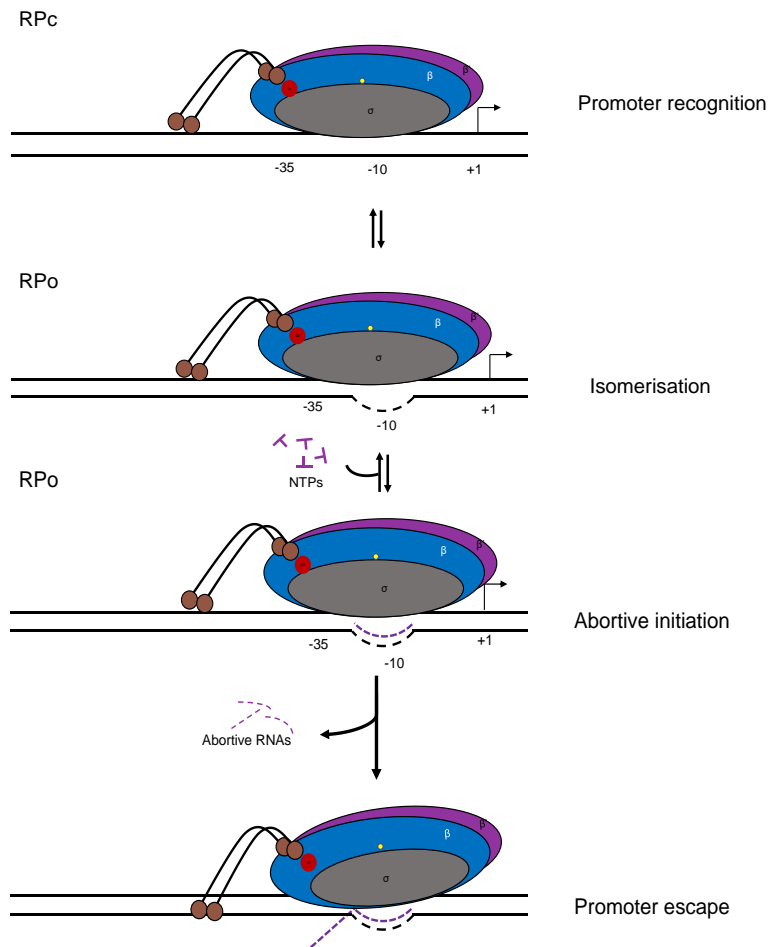 RPc
β
β'
σ
Promoter recognition
-35
-10
+1
RPo
β
β'
σ
Isomerisation
-35
-10
+1
NTPs
RPo
β
β'
σ
Abortive initiation
-35
-10
+1
Abortive RNAs
β
β'
σ
Promoter escape